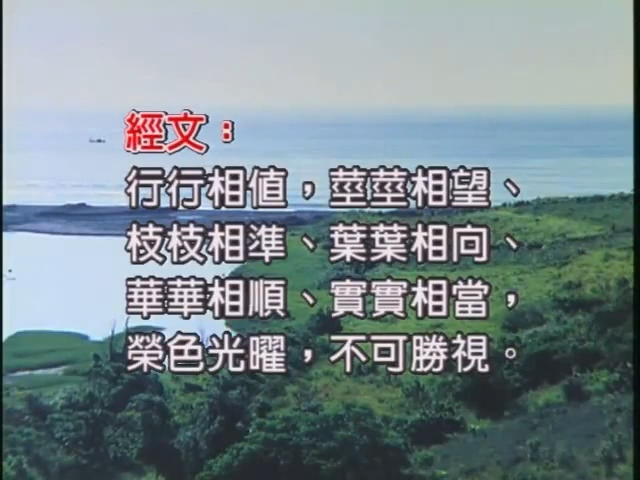 經文：
行行相值，莖莖相望、
枝枝相準、葉葉相向、
華華相順、實實相當，
榮色光曜，不可勝視。